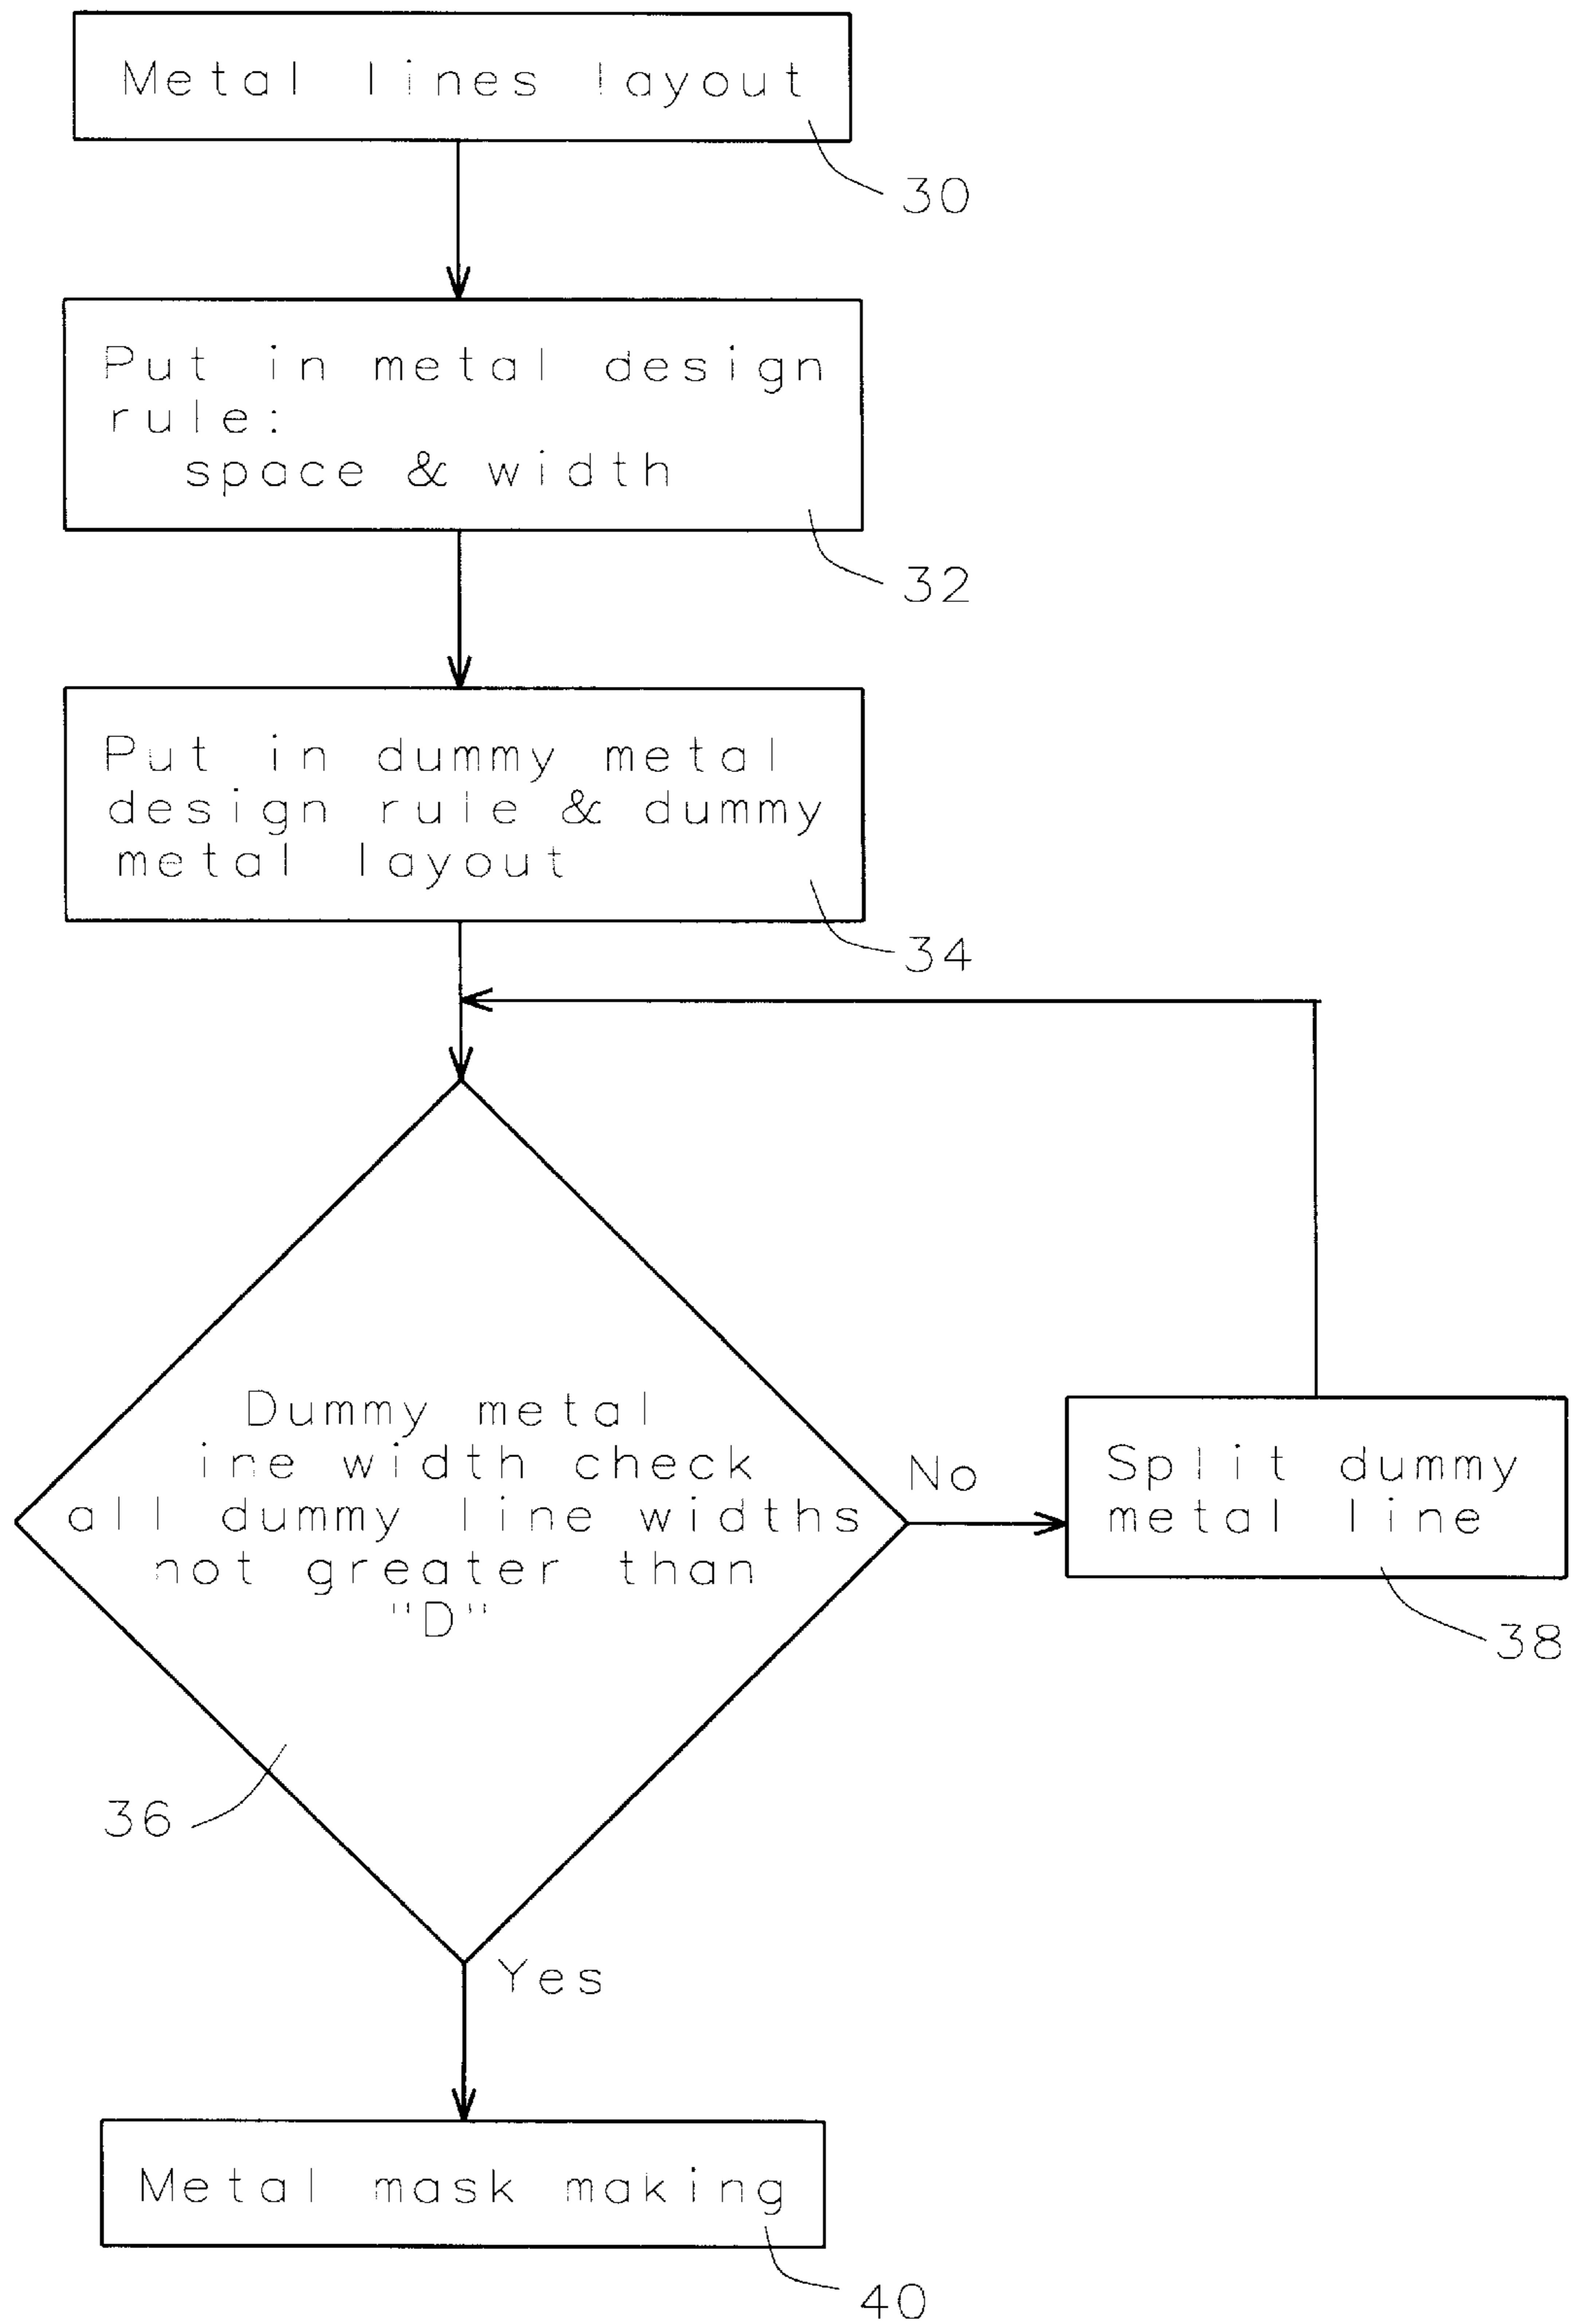 Metal lines layout
30
Put in metal design
rule:
space & width
32
Put in dummy metal
design rule & dummy
metal layout
34
Dummy metal
ine width check
all dummy line widths
not greater than
"D"
36
No
Split dummy
metal line
38
Yes
Metal mask making
40